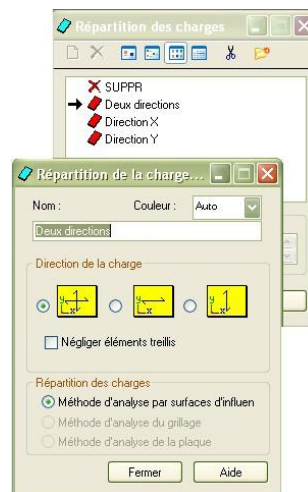 Répartition des charges
SUPPR
Deux directions
Direction X
Direction Y
Répartition de la charge...
Nom :
Couleur :
Auto
Deux directions
Direction de la charge
y x
y x
y x
Négliger éléments treillis
Répartition des charges
Méthode d'analyse par surfaces d'influen
Méthode d'analyse du grillage
Méthode d'analyse de la plaque
Fermer
Aide